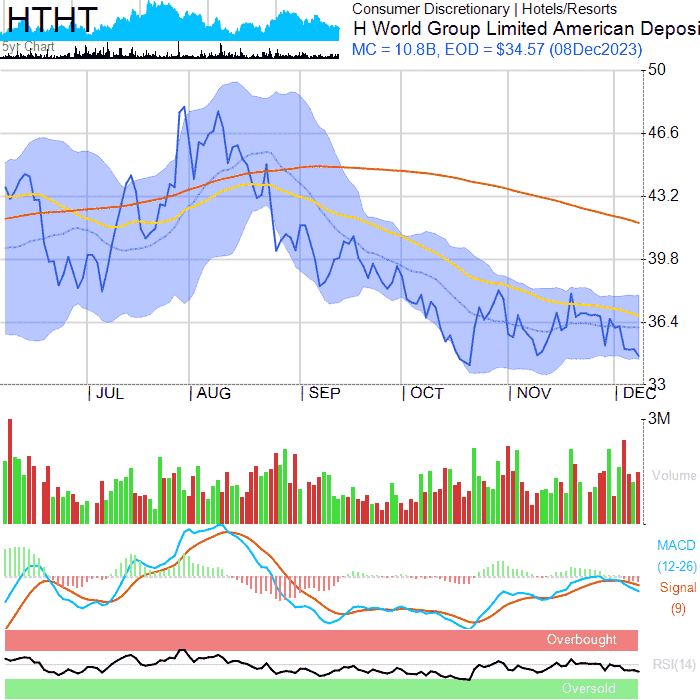 HTHT
5yr Chart
Consumer Discretionary | Hotels/Resorts
H World Group Limited American Deposi
MC = 10.8B, EOD = $34.57 (08Dec2023)
50
46.6
43.2
39.8
36.4
33
JUL AUG SEP OCT NOV DEC
3M
Volume
MACD
(12-26)
Signal
(9)
Overbought
RSI(14)
Oversold